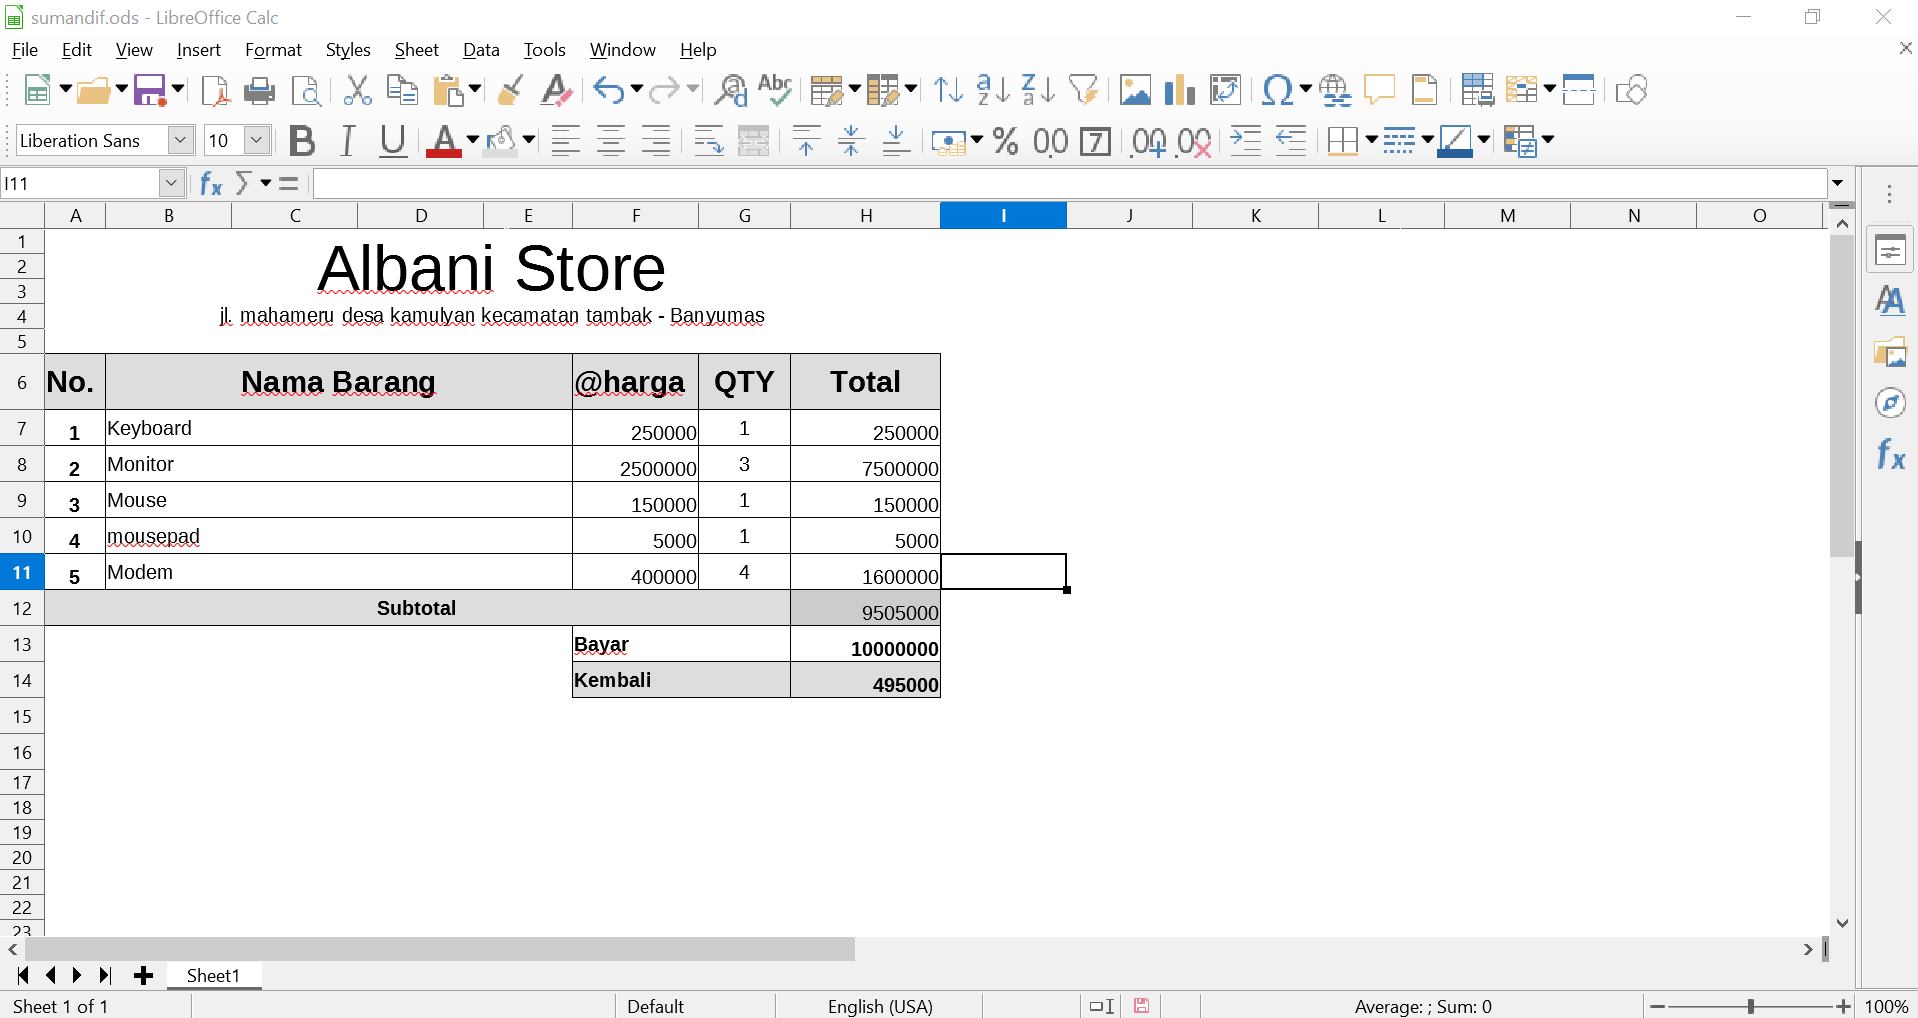 sumandif.ods - LibreOffice Calc
File Edit View Insert Format Styles Sheet Data Tools Window Help
Liberation Sans 10
I11
A B C D E F G H I J K L M N O
1
2 Albani Store
3
4 jl. mahameru desa kamulyan kecamatan tambak - Banyumas
5
6 No. Nama Barang @harga QTY Total
7 1 Keyboard 250000 1 250000
8 2 Monitor 2500000 3 7500000
9 3 Mouse 150000 1 150000
10 4 mousepad 5000 1 5000
11 5 Modem 400000 4 1600000
12 Subtotal 9505000
13 Bayar 10000000
14 Kembali 495000
15
16
17
18
19
20
21
22
23
Sheet1
Sheet 1 of 1 Default English (USA) Average: ; Sum: 0 100%